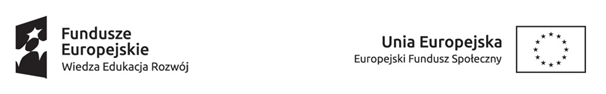 Fundusze
Europejskie
Wiedza Edukacja Rozwój
Unia Europejska
Europejski Fundusz Społeczny